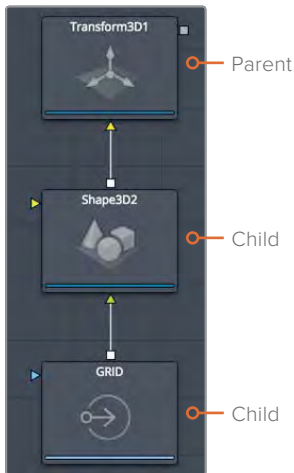 Transform3D1
Parent
Shape3D2
Child
GRID
Child